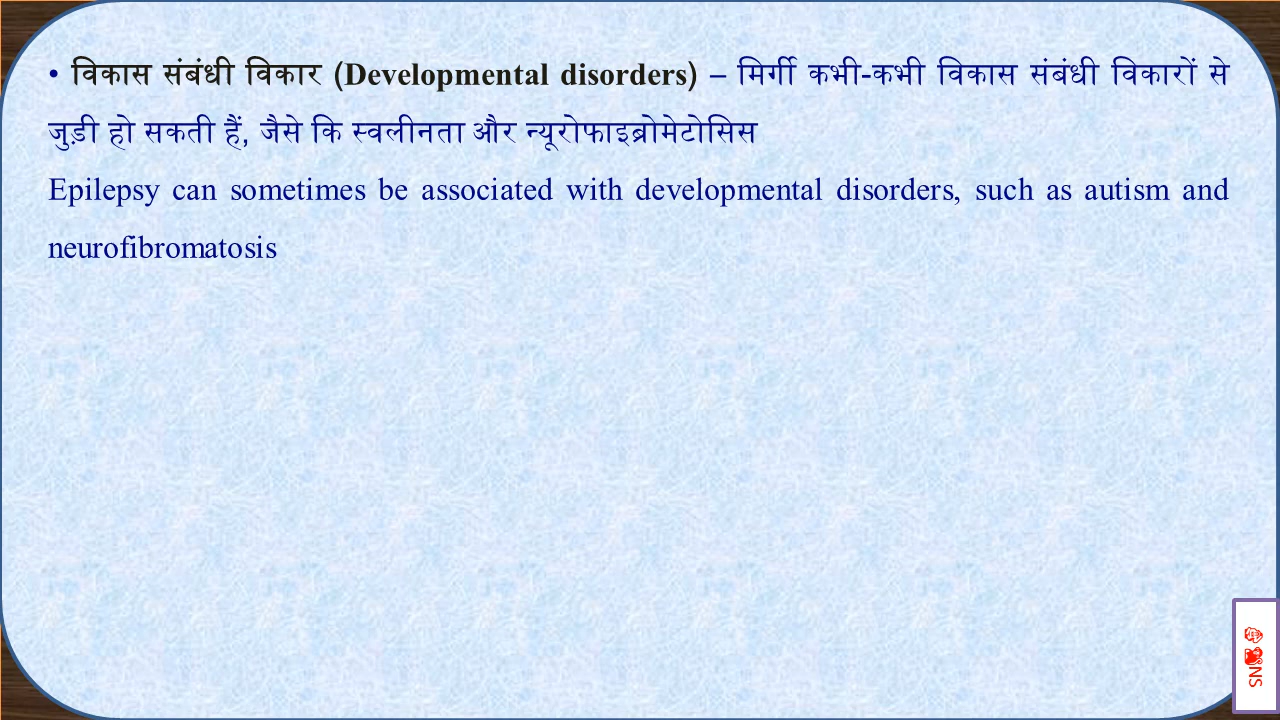 • विकास संबंधी विकार (Developmental disorders) – मिर्गी कभी-कभी विकास संबंधी विकारों से
जुड़ी हो सकती हैं, जैसे कि स्वलीनता और न्यूरोफाइब्रोमेटोसिस
Epilepsy can sometimes be associated with developmental disorders, such as autism and
neurofibromatosis
NS